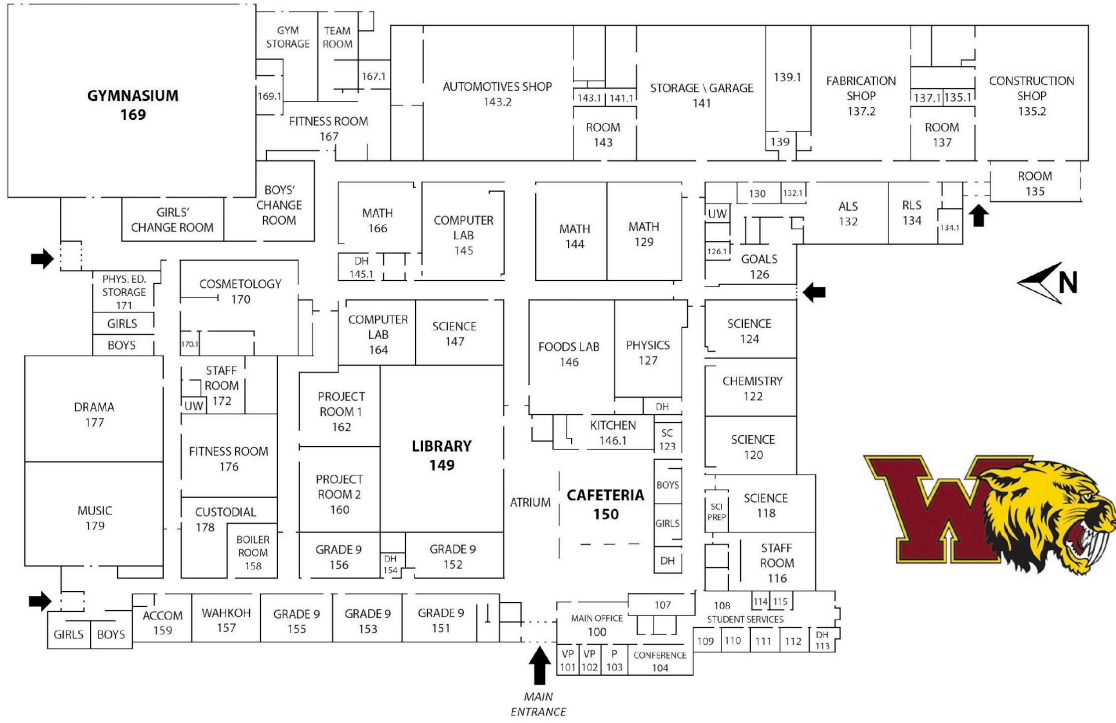 GYM
STORAGE
TEAM
ROOM
167.1
169.1
GYMNASIUM
169
FITNESS ROOM
167
AUTOMOTIVES SHOP
143.2
143.1
141.1
ROOM
143
STORAGE \ GARAGE
141
139.1
139
FABRICATION
SHOP
137.2
137.1
135.1
ROOM
137
CONSTRUCTION
SHOP
135.2
ROOM
135
BOYS'
CHANGE
ROOM
GIRLS'
CHANGE ROOM
MATH
166
DH
145.1
COMPUTER
LAB
145
MATH
144
MATH
129
130
132.1
UW
126.1
GOALS
126
ALS
132
RLS
134
134.1
N
PHYS. ED.
STORAGE
171
GIRLS
BOYS
COSMETOLOGY
170
170.1
STAFF
ROOM
172
UW
COMPUTER
LAB
164
SCIENCE
147
FOODS LAB
146
PHYSICS
127
DH
SCIENCE
124
CHEMISTRY
122
SCIENCE
120
DRAMA
177
MUSIC
179
FITNESS ROOM
176
CUSTODIAL
178
BOILER
ROOM
158
PROJECT
ROOM 1
162
PROJECT
ROOM 2
160
LIBRARY
149
KITCHEN
146.1
SC
123
ATRIUM
CAFETERIA
150
BOYS
GIRLS
DH
SCI
PREP
SCIENCE
118
STAFF
ROOM
116
GRADE 9
156
DH
154
GRADE 9
152
GIRLS
BOYS
ACCOM
159
WAHKOH
157
GRADE 9
155
GRADE 9
153
GRADE 9
151
MAIN OFFICE
100
107
108
114
115
STUDENT SERVICES
109
110
111
112
DH
113
VP
101
VP
102
P
103
CONFERENCE
104
MAIN
ENTRANCE
W